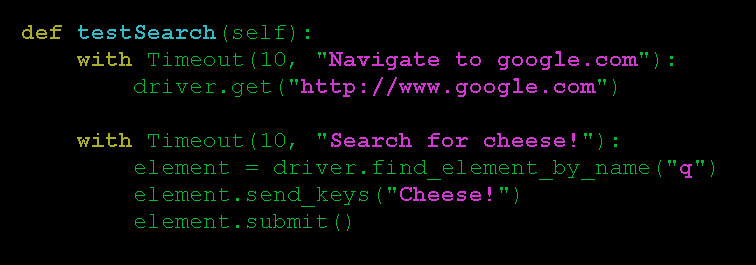 def testSearch(self):
    with Timeout(10, "Navigate to google.com"):
        driver.get("http://www.google.com")

    with Timeout(10, "Search for cheese!"):
        element = driver.find_element_by_name("q")
        element.send_keys("Cheese!")
        element.submit()